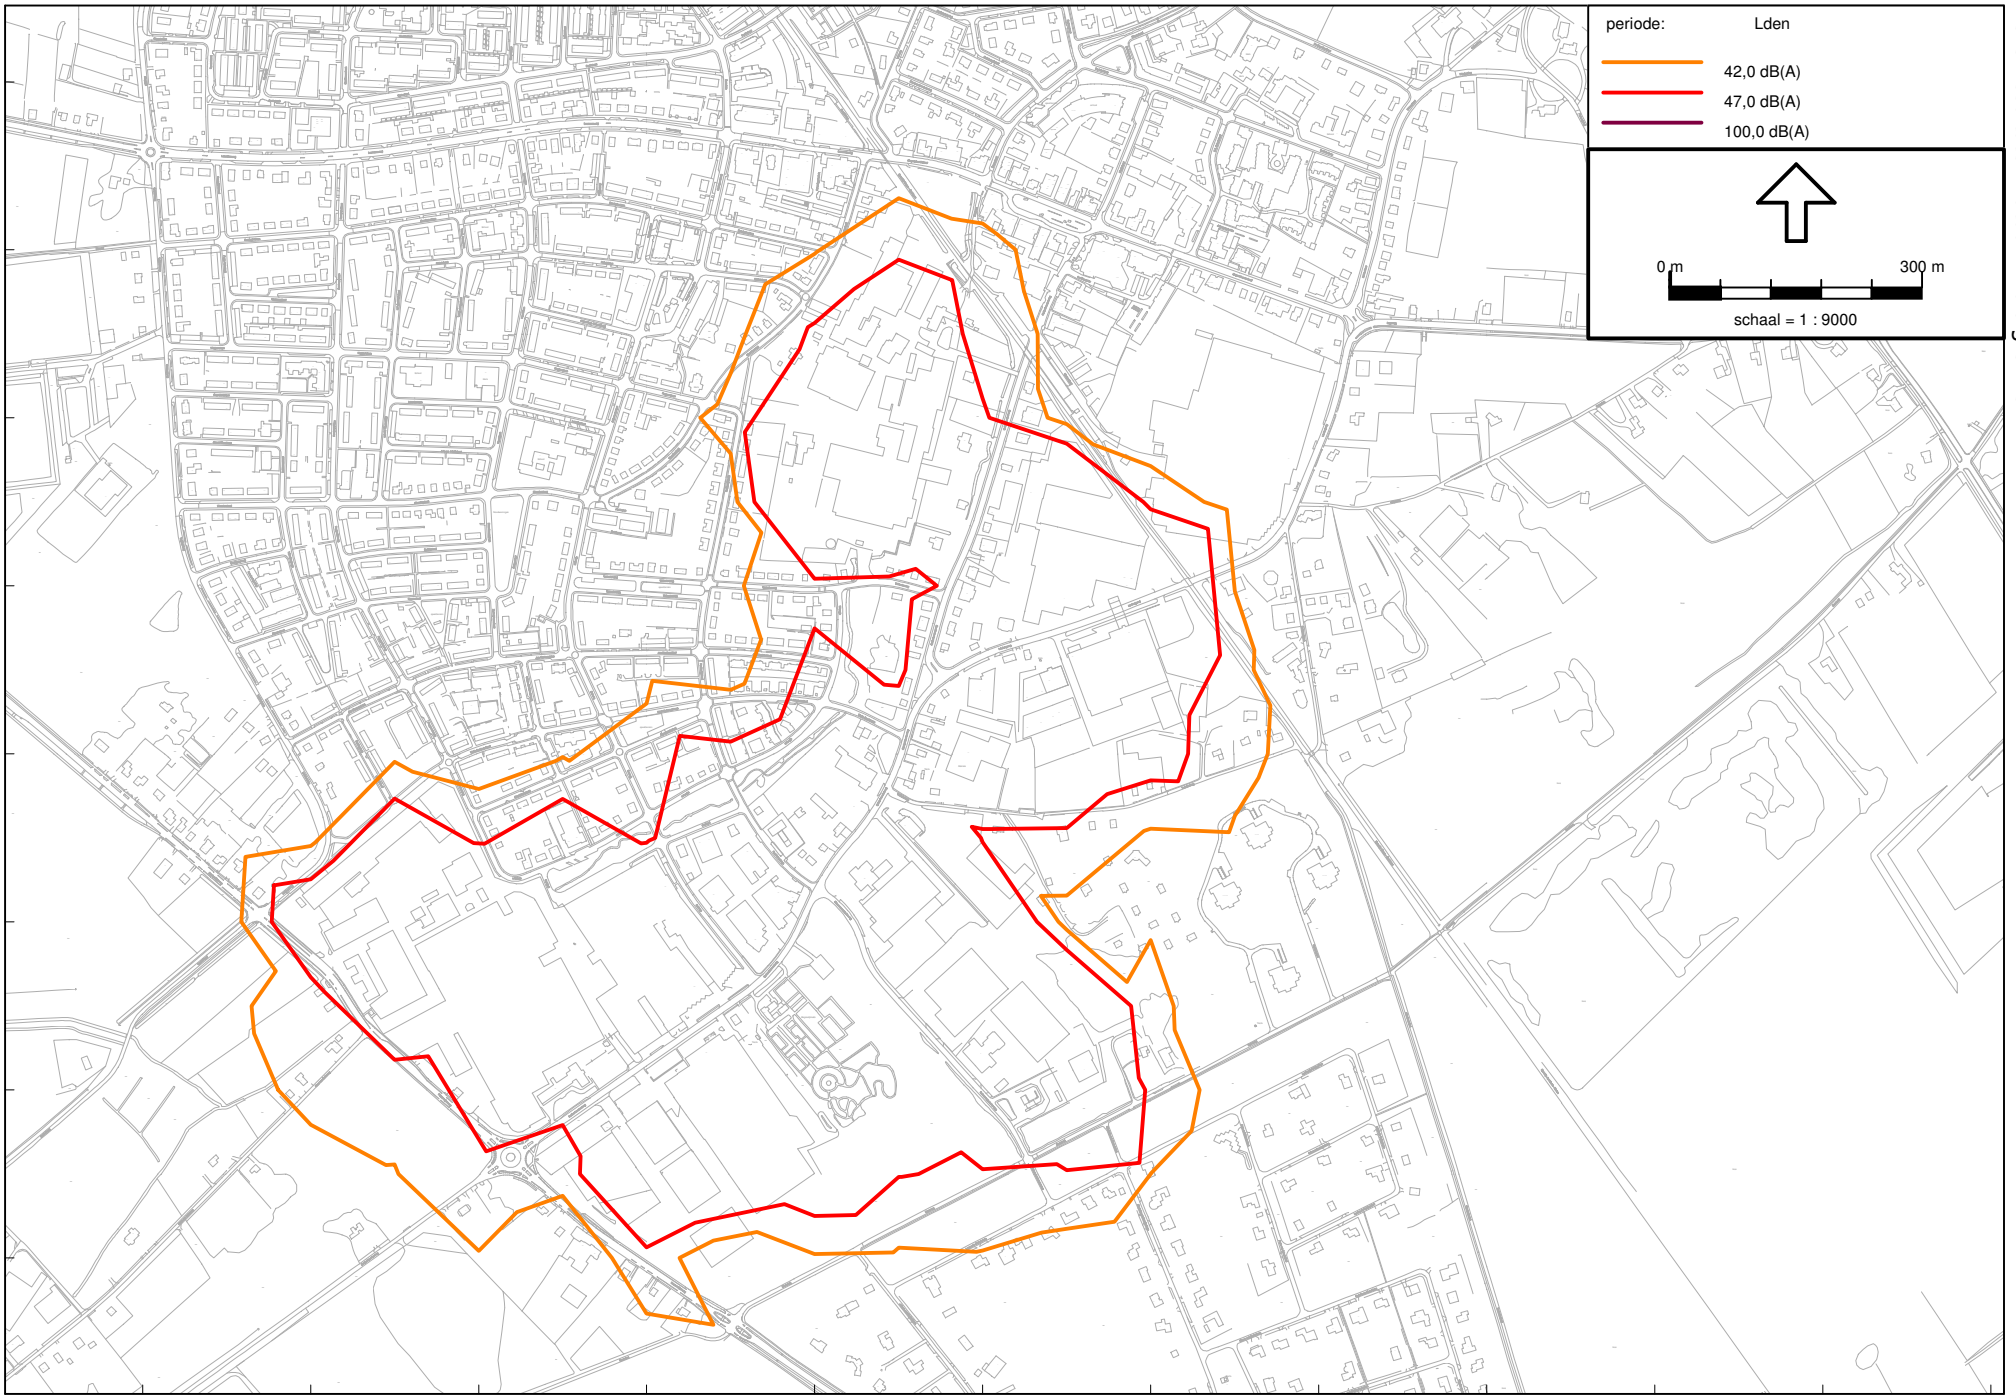 periode: Lden
42,0 dB(A)
47,0 dB(A)
100,0 dB(A)
0 m 300 m
schaal = 1 : 9000